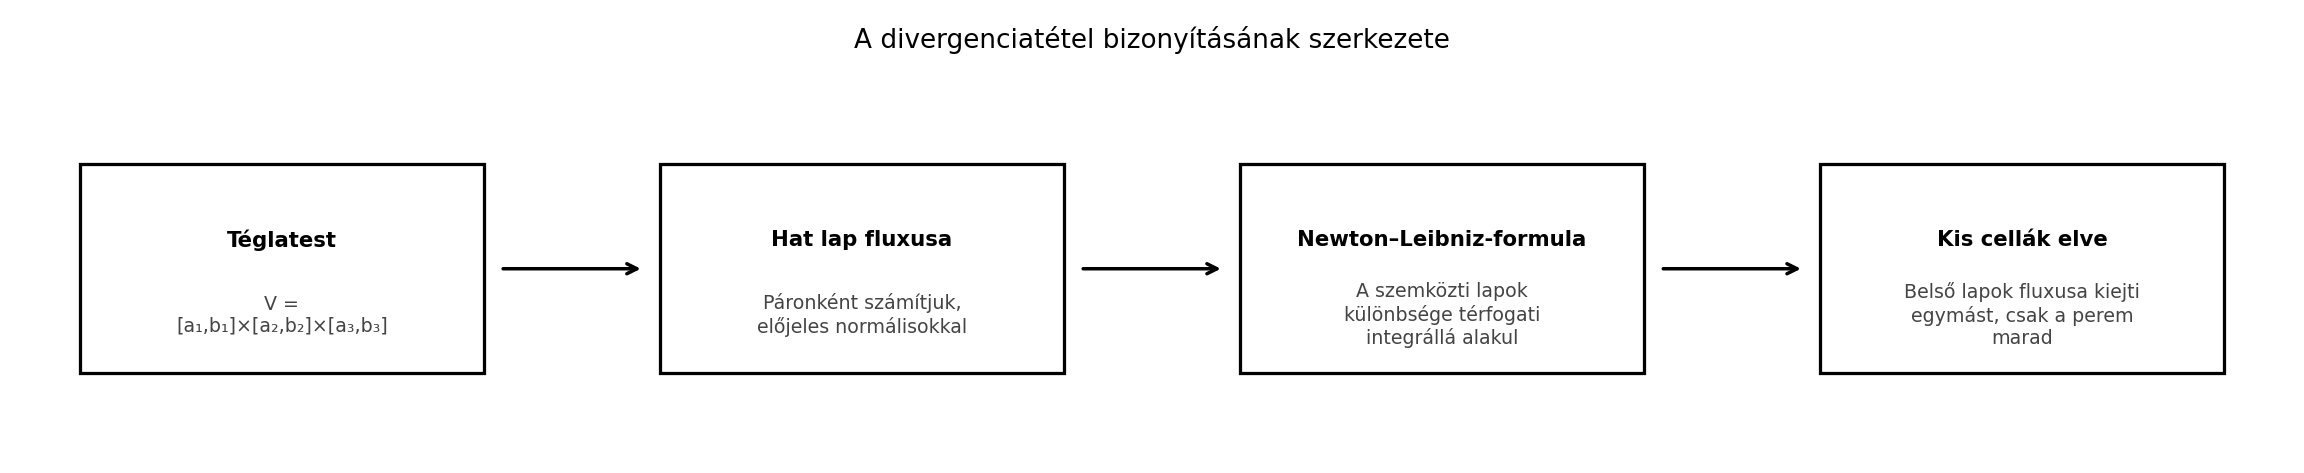 A divergenciatétel bizonyításának szerkezete
Téglatest
V =
[a₁,b₁]×[a₂,b₂]×[a₃,b₃]
Hat lap fluxusa
Páronként számítjuk,
előjeles normálisokkal
Newton–Leibniz-formula
A szemközti lapok
különbsége térfogati
integrállá alakul
Kis cellák elve
Belső lapok fluxusa kiejti
egymást, csak a perem
marad